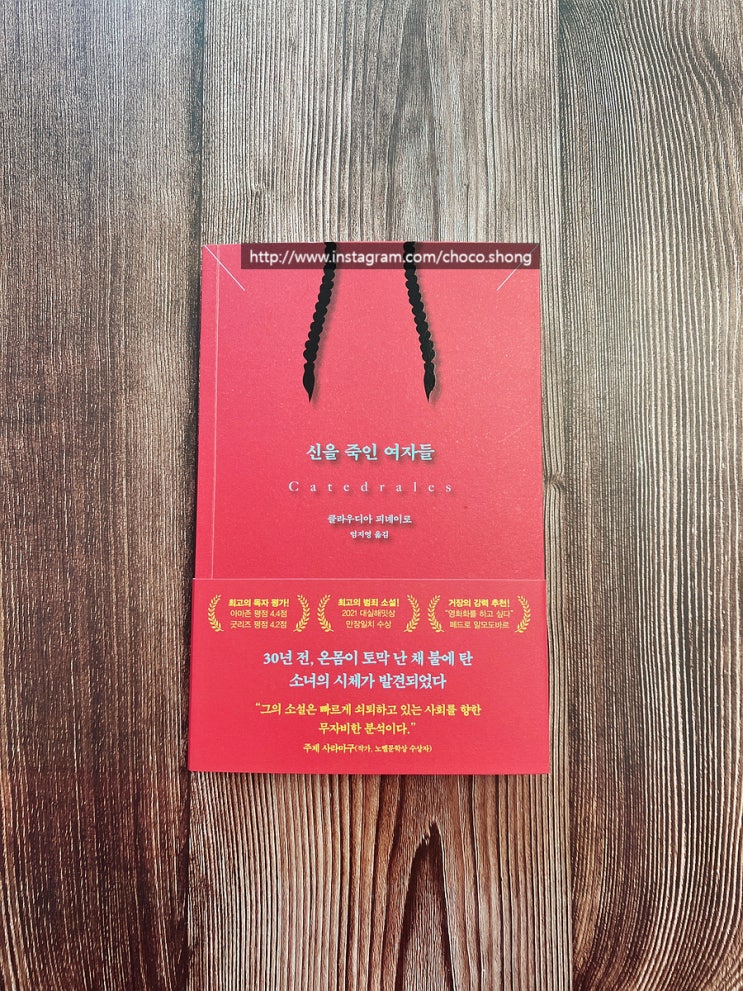 http://www.instagram.com/choco.shong
신을 죽인 여자들
Catedrales
클라우디아 피녜이로
엄지영 옮김
최고의 독자 평가!
아마존 평점 4.4점
굿리즈 평점 4.2점
최고의 범죄 소설!
2021 대실해밋상
만장일치 수상
거장의 강력 추천!
“영화화를 하고 싶다”
페드로 알모도바르
30년 전, 온몸이 토막 난 채 불에 탄
소녀의 시체가 발견되었다
“그의 소설은 빠르게 쇠퇴하고 있는 사회를 향한
무자비한 분석이다.”
주제 사라마구(작가, 노벨문학상 수상자)